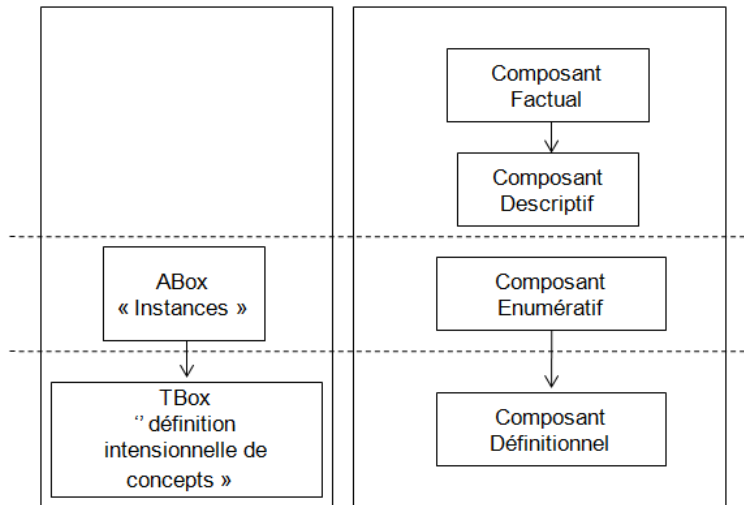 Composant
Factual
Composant
Descriptif
ABox
« Instances »
Composant
Enumératif
TBox
‘’ définition
intensionnelle de
concepts »
Composant
Définitionnel